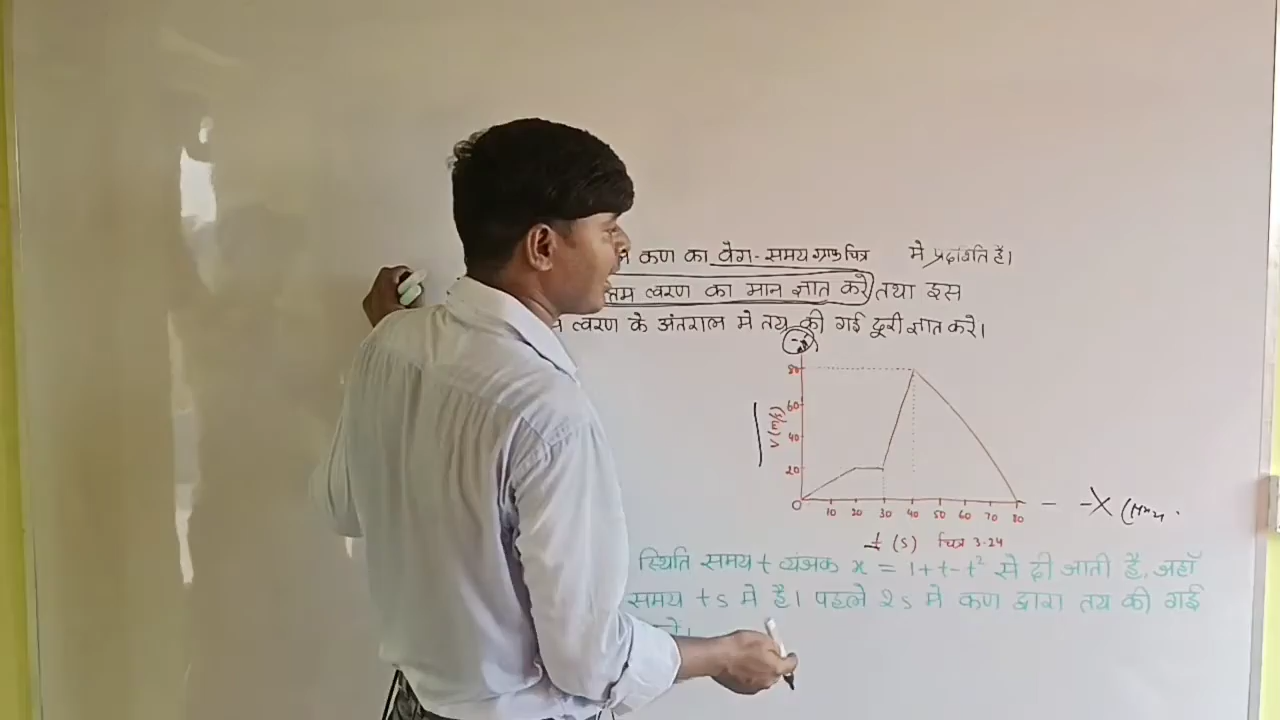 कण का वेग-समय ग्राफ चित्र मे प्रदर्शित हैं।
तम त्वरण का मान ज्ञात करे तथा इस
त्वरण के अंतराल मे तय की गई दूरी ज्ञात करे।
80
60
40
20
V (m/s)
0 10 20 30 40 50 60 70 80
- -X
t (s) चित्र 3.24
स्थिति समय t व्यंजक x = 1+t-t² से दी जाती है, जहाँ
समय t s मे है। पहले 2s मे कण द्वारा तय की गई